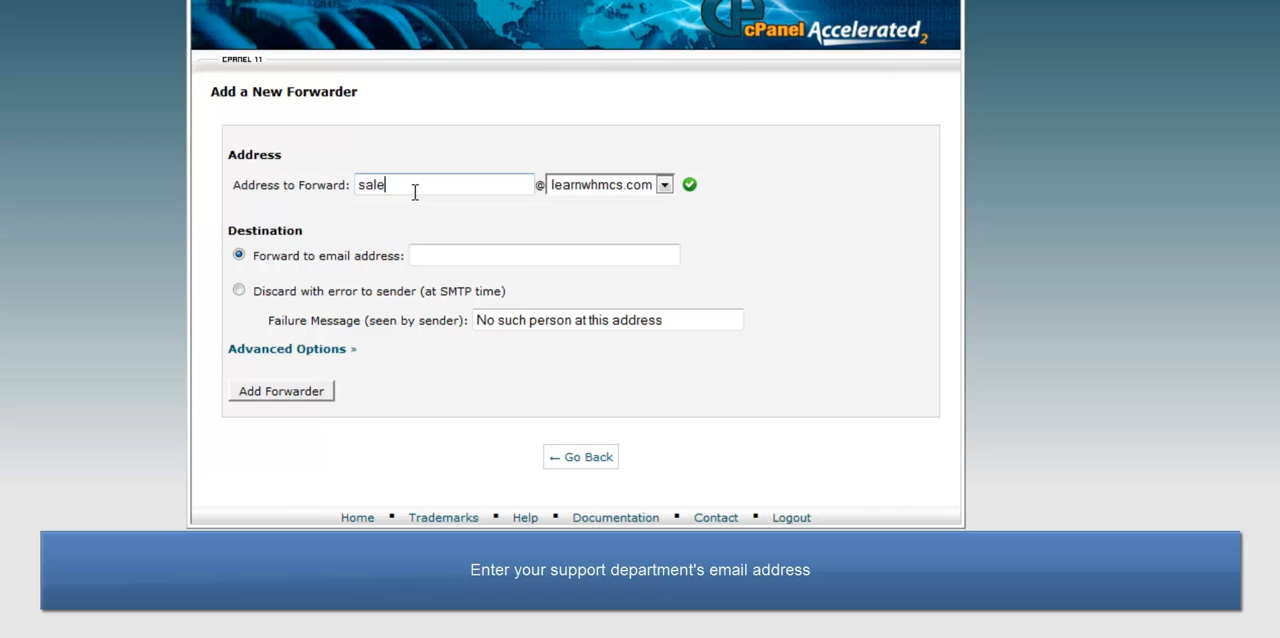 cPanel Accelerated2
CPANEL 11
Add a New Forwarder
Address
Address to Forward: sale @ learnwhmcs.com
Destination
Forward to email address:
Discard with error to sender (at SMTP time)
Failure Message (seen by sender): No such person at this address
Advanced Options »
Add Forwarder
← Go Back
Home ▪ Trademarks ▪ Help ▪ Documentation ▪ Contact ▪ Logout
Enter your support department's email address